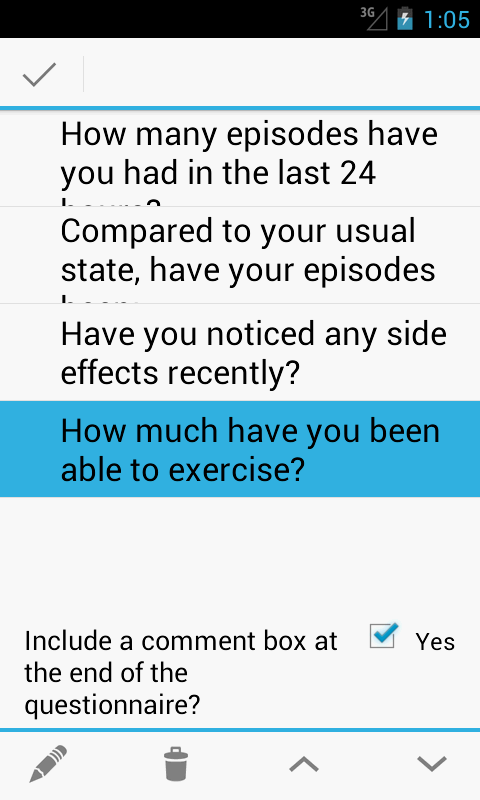 3G
1:05
How many episodes have
you had in the last 24
hours?
Compared to your usual
state, have your episodes
Have you noticed any side
effects recently?
How much have you been
able to exercise?
Include a comment box at
Yes
the end of the
questionnaire?